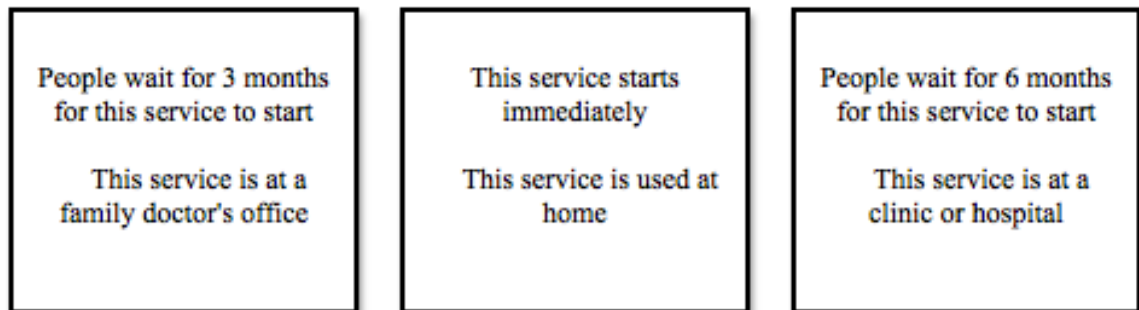 People wait for 3 months
for this service to start
This service is at a
family doctor's office
This service starts
immediately
This service is used at
home
People wait for 6 months
for this service to start
This service is at a
clinic or hospital